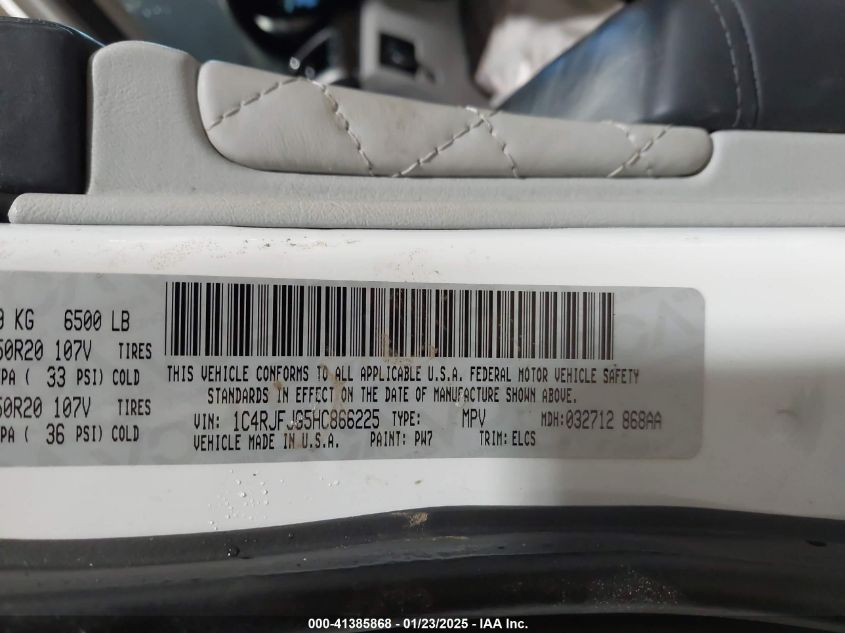 0 KG 6500 LB
50R20 107V TIRES
PA ( 33 PSI) COLD
50R20 107V TIRES
PA ( 36 PSI) COLD
THIS VEHICLE CONFORMS TO ALL APPLICABLE U.S.A. FEDERAL MOTOR VEHICLE SAFETY
STANDARDS IN EFFECT ON THE DATE OF MANUFACTURE SHOWN ABOVE.
VIN: 1C4RJFJG5HC866225 TYPE: MPV MDH:032712 868AA
VEHICLE MADE IN U.S.A. PAINT: PW7 TRIM: ELCS
000-41385868 - 01/23/2025 - IAA Inc.